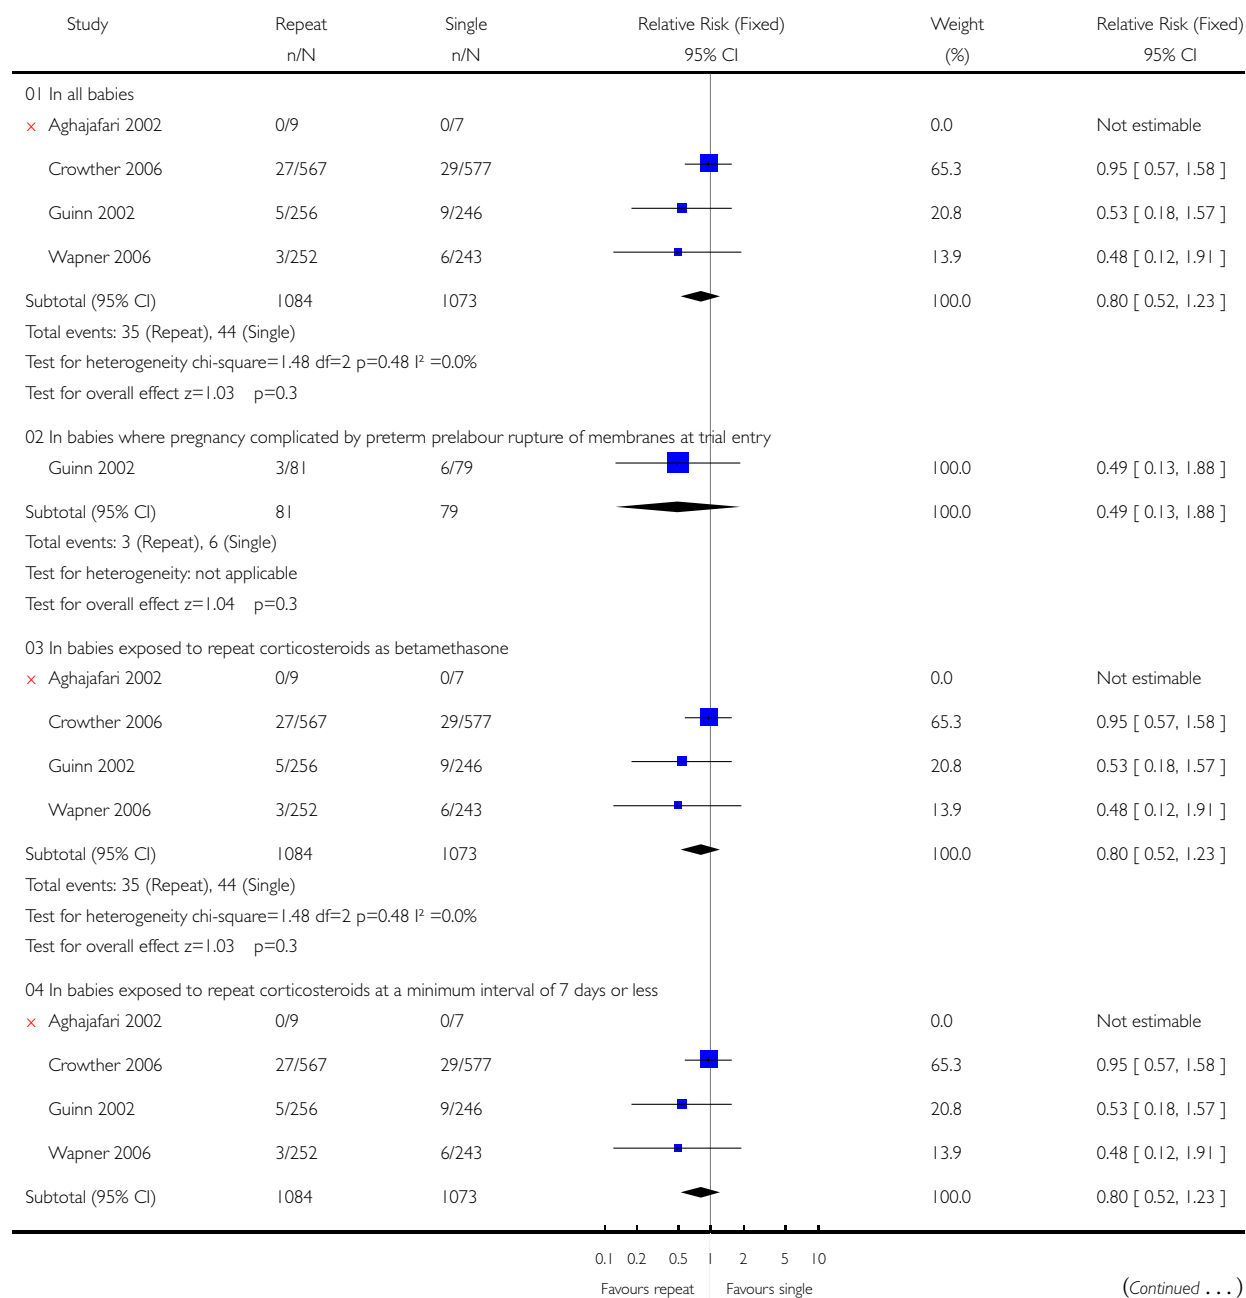 Study Repeat Single Relative Risk (Fixed) Weight Relative Risk (Fixed)
n/N n/N 95% CI (%) 95% CI
01 In all babies
× Aghajafari 2002 0/9 0/7 0.0 Not estimable
Crowther 2006 27/567 29/577 65.3 0.95 [ 0.57, 1.58 ]
Guinn 2002 5/256 9/246 20.8 0.53 [ 0.18, 1.57 ]
Wapner 2006 3/252 6/243 13.9 0.48 [ 0.12, 1.91 ]
Subtotal (95% CI) 1084 1073 100.0 0.80 [ 0.52, 1.23 ]
Total events: 35 (Repeat), 44 (Single)
Test for heterogeneity chi-square=1.48 df=2 p=0.48 I² =0.0%
Test for overall effect z=1.03 p=0.3
02 In babies where pregnancy complicated by preterm prelabour rupture of membranes at trial entry
Guinn 2002 3/81 6/79 100.0 0.49 [ 0.13, 1.88 ]
Subtotal (95% CI) 81 79 100.0 0.49 [ 0.13, 1.88 ]
Total events: 3 (Repeat), 6 (Single)
Test for heterogeneity: not applicable
Test for overall effect z=1.04 p=0.3
03 In babies exposed to repeat corticosteroids as betamethasone
× Aghajafari 2002 0/9 0/7 0.0 Not estimable
Crowther 2006 27/567 29/577 65.3 0.95 [ 0.57, 1.58 ]
Guinn 2002 5/256 9/246 20.8 0.53 [ 0.18, 1.57 ]
Wapner 2006 3/252 6/243 13.9 0.48 [ 0.12, 1.91 ]
Subtotal (95% CI) 1084 1073 100.0 0.80 [ 0.52, 1.23 ]
Total events: 35 (Repeat), 44 (Single)
Test for heterogeneity chi-square=1.48 df=2 p=0.48 I² =0.0%
Test for overall effect z=1.03 p=0.3
04 In babies exposed to repeat corticosteroids at a minimum interval of 7 days or less
× Aghajafari 2002 0/9 0/7 0.0 Not estimable
Crowther 2006 27/567 29/577 65.3 0.95 [ 0.57, 1.58 ]
Guinn 2002 5/256 9/246 20.8 0.53 [ 0.18, 1.57 ]
Wapner 2006 3/252 6/243 13.9 0.48 [ 0.12, 1.91 ]
Subtotal (95% CI) 1084 1073 100.0 0.80 [ 0.52, 1.23 ]
0.1 0.2 0.5 1 2 5 10
Favours repeat Favours single (Continued . . . )